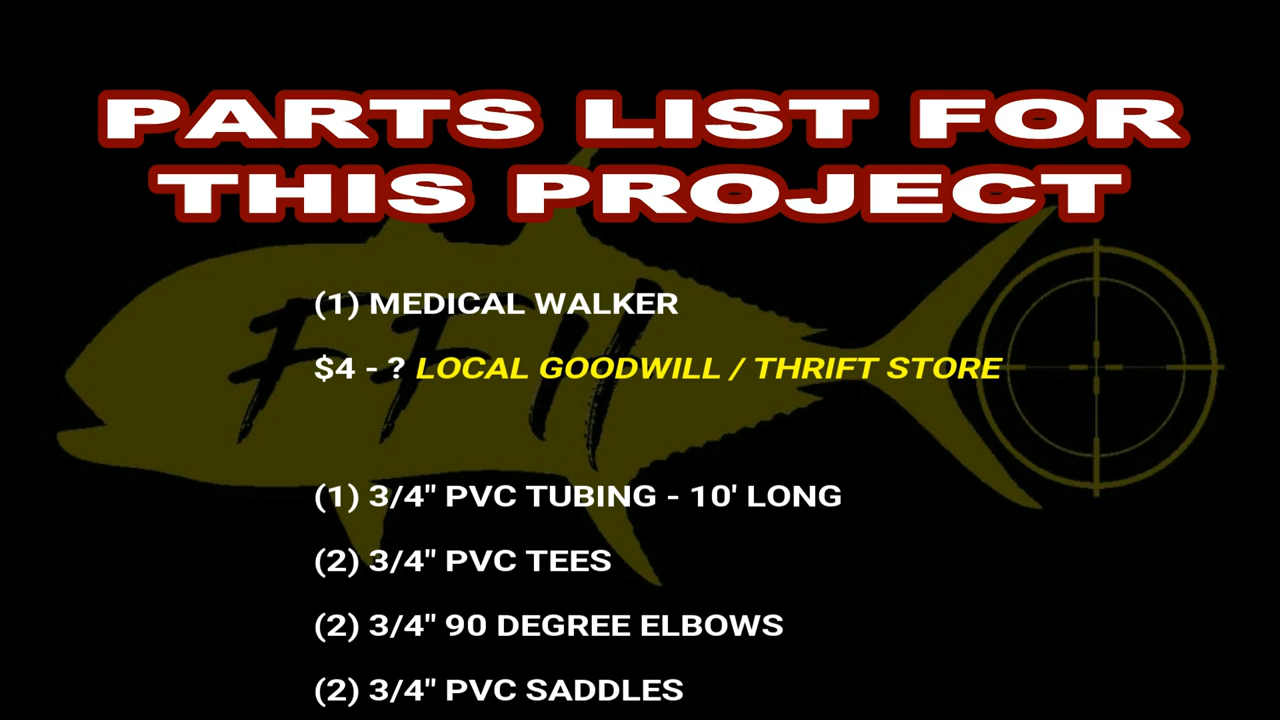 PARTS LIST FOR
THIS PROJECT
(1) MEDICAL WALKER
$4 - ? LOCAL GOODWILL / THRIFT STORE
FFH
(1) 3/4" PVC TUBING - 10' LONG
(2) 3/4" PVC TEES
(2) 3/4" 90 DEGREE ELBOWS
(2) 3/4" PVC SADDLES